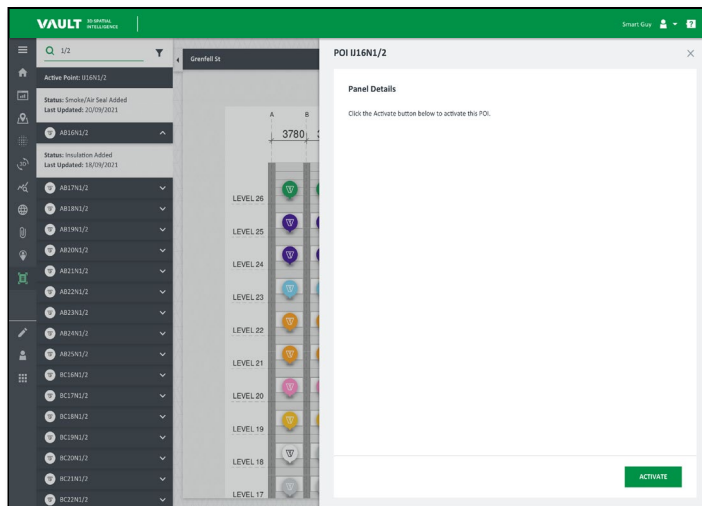 VAULT 3D SPATIAL INTELLIGENCE
Smart Guy
1/2
Active Point: IJ16N1/2
Status: Smoke/Air Seal Added
Last Updated: 20/09/2021
AB16N1/2
Status: Insulation Added
Last Updated: 18/09/2021
AB17N1/2
AB18N1/2
AB19N1/2
AB20N1/2
AB21N1/2
AB22N1/2
AB23N1/2
AB24N1/2
AB25N1/2
BC16N1/2
BC17N1/2
BC18N1/2
BC19N1/2
BC20N1/2
BC21N1/2
BC22N1/2
Grenfell St
A B
3780
LEVEL 26
LEVEL 25
LEVEL 24
LEVEL 23
LEVEL 22
LEVEL 21
LEVEL 20
LEVEL 19
LEVEL 18
LEVEL 17
POI IJ16N1/2
Panel Details
Click the Activate button below to activate this POI.
ACTIVATE